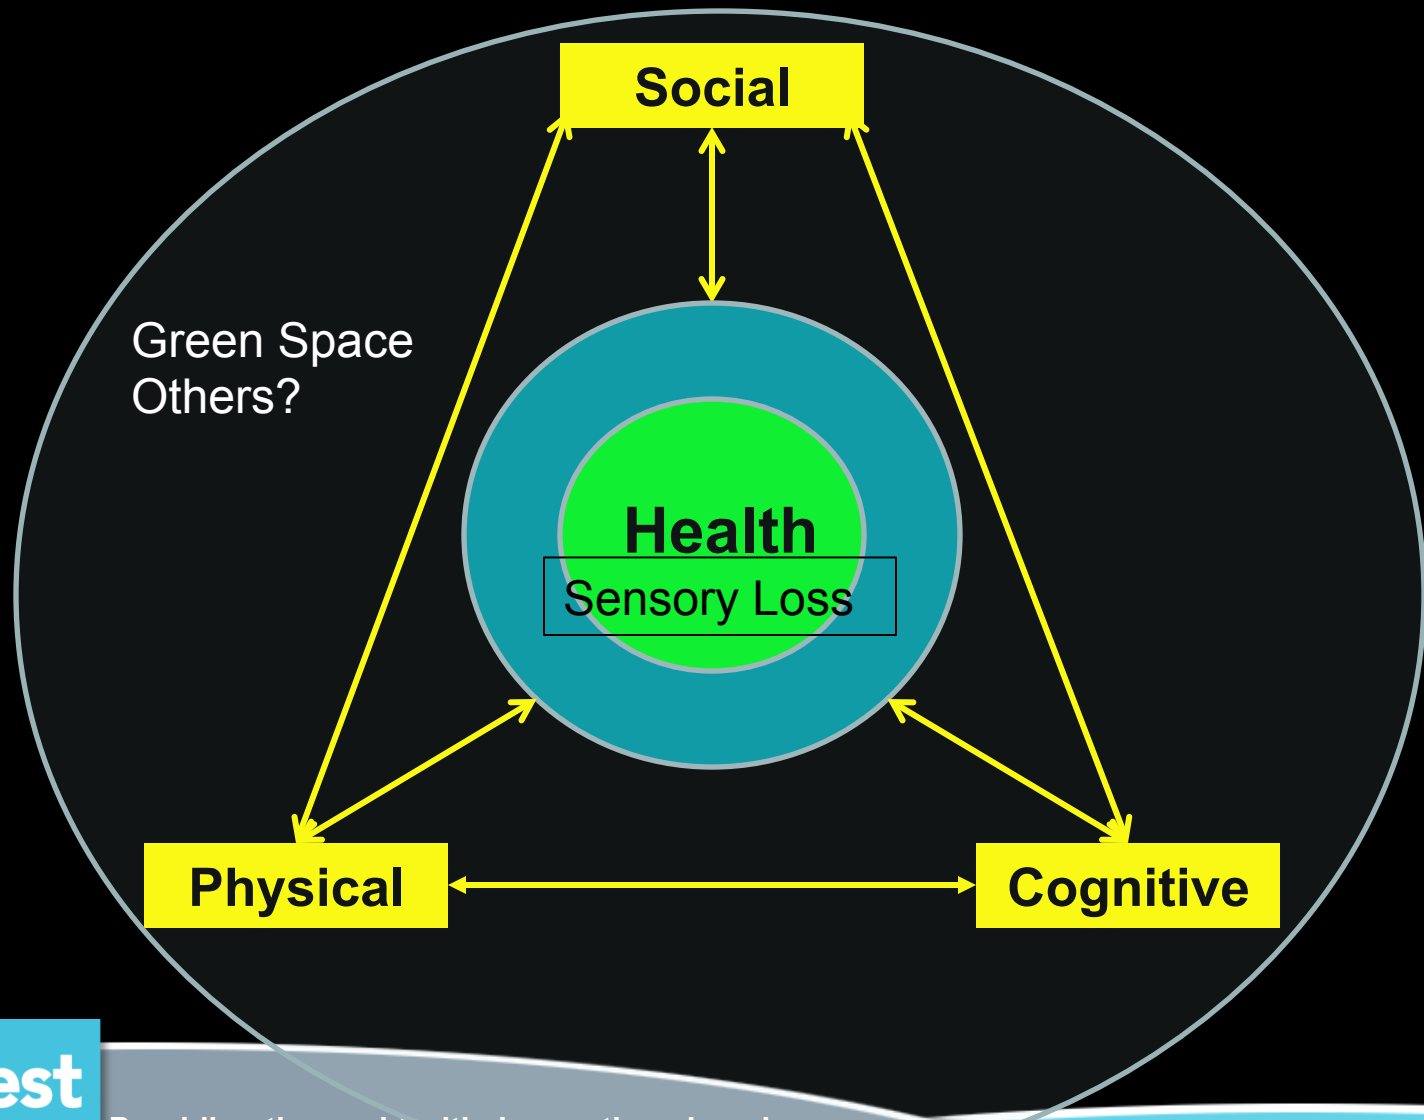 Social
Green Space
Others?
Health
Sensory Loss
Physical
Cognitive
est